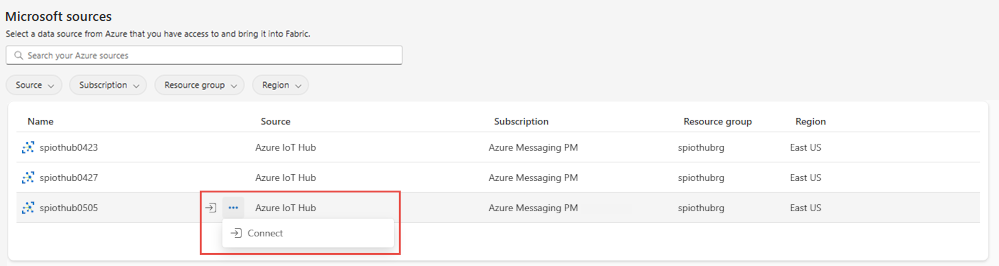 Microsoft sources
Select a data source from Azure that you have access to and bring it into Fabric.
Search your Azure sources
Source Subscription Resource group Region
Name Source Subscription Resource group Region
spiothub0423 Azure IoT Hub Azure Messaging PM spiothubrg East US
spiothub0427 Azure IoT Hub Azure Messaging PM spiothubrg East US
spiothub0505 ··· Azure IoT Hub Azure Messaging PM spiothubrg East US
Connect